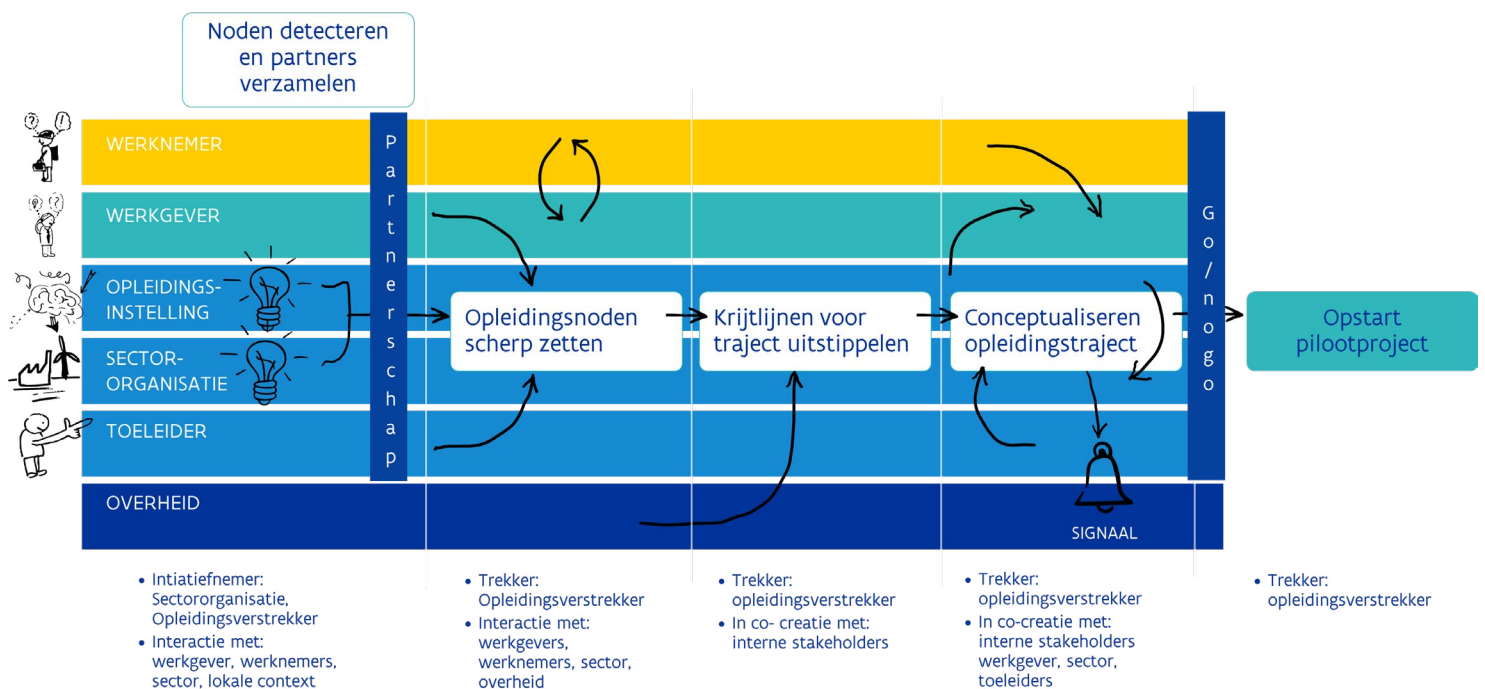 Noden detecteren
en partners
verzamelen
WERKNEMER
WERKGEVER
OPLEIDINGS-
INSTELLING
SECTOR-
ORGANISATIE
TOELEIDER
OVERHEID
Partnerschap
Opleidingsnoden
scherp zetten
Krijtlijnen voor
traject uitstippelen
Conceptualiseren
opleidingstraject
SIGNAAL
Go/nogo
Opstart
pilootproject
• Intiatiefnemer:
Sectororganisatie,
Opleidingsverstrekker
• Interactie met:
werkgever, werknemers,
sector, lokale context
• Trekker:
Opleidingsverstrekker
• Interactie met:
werkgevers,
werknemers, sector,
overheid
• Trekker:
opleidingsverstrekker
• In co- creatie met:
interne stakeholders
• Trekker:
opleidingsverstrekker
• In co-creatie met:
interne stakeholders
werkgever, sector,
toeleiders
• Trekker:
opleidingsverstrekker